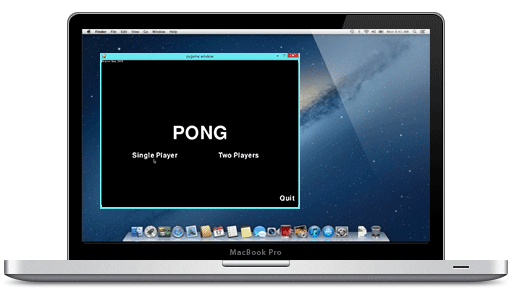 Finder File Edit View Go Window Help
pygame window
PONG
Single Player
Two Players
Quit
MacBook Pro